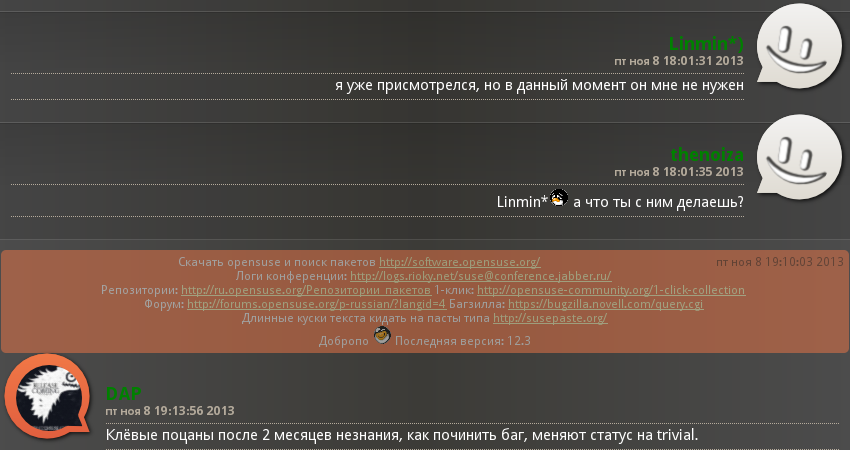 Linmin*)
пт ноя 8 18:01:31 2013
я уже присмотрелся, но в данный момент он мне не нужен
thenoiza
пт ноя 8 18:01:35 2013
Linmin* а что ты с ним делаешь?
Скачать opensuse и поиск пакетов http://software.opensuse.org/
пт ноя 8 19:10:03 2013
Логи конференции: http://logs.rioky.net/suse@conference.jabber.ru/
Репозитории: http://ru.opensuse.org/Репозитории_пакетов 1-клик: http://opensuse-community.org/1-click-collection
Форум: http://forums.opensuse.org/p-russian/?langid=4 Багзилла: https://bugzilla.novell.com/query.cgi
Длинные куски текста кидать на пасты типа http://susepaste.org/
Добропо Последняя версия: 12.3
RELEASE
COMING
DAP
пт ноя 8 19:13:56 2013
Клёвые поцаны после 2 месяцев незнания, как починить баг, меняют статус на trivial.